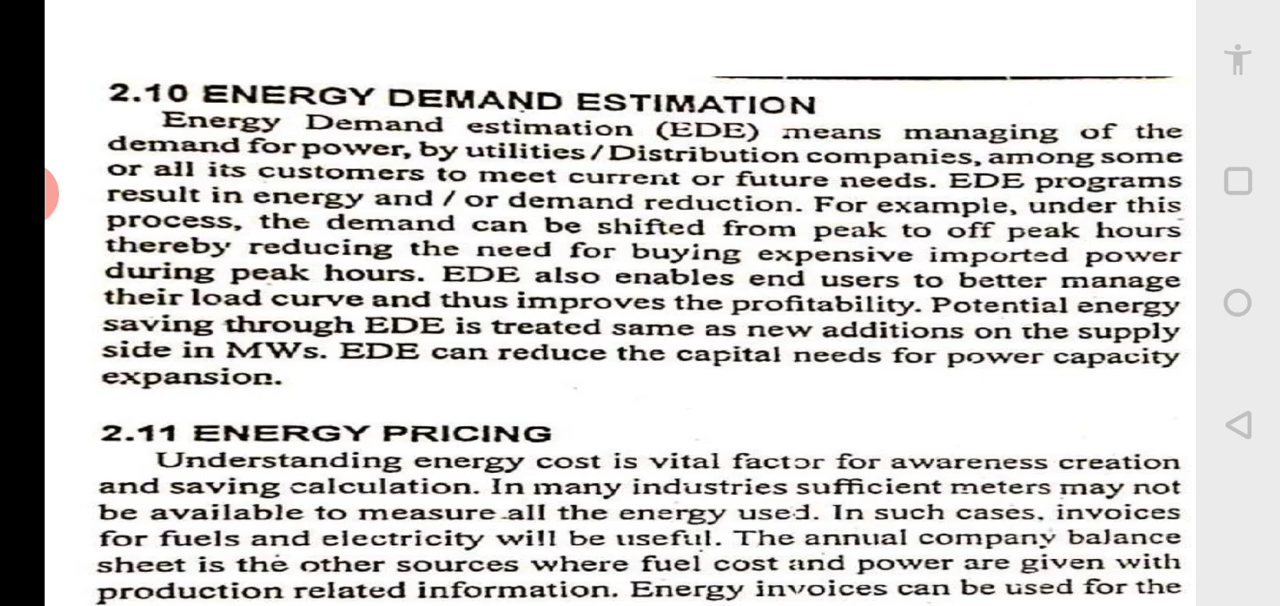 2.10 ENERGY DEMAND ESTIMATION
Energy Demand estimation (EDE) means managing of the
demand for power, by utilities / Distribution companies, among some
or all its customers to meet current or future needs. EDE programs
result in energy and / or demand reduction. For example, under this
process, the demand can be shifted from peak to off peak hours
thereby reducing the need for buying expensive imported power
during peak hours. EDE also enables end users to better manage
their load curve and thus improves the profitability. Potential energy
saving through EDE is treated same as new additions on the supply
side in MWs. EDE can reduce the capital needs for power capacity
expansion.
2.11 ENERGY PRICING
Understanding energy cost is vital factor for awareness creation
and saving calculation. In many industries sufficient meters may not
be available to measure all the energy used. In such cases, invoices
for fuels and electricity will be useful. The annual company balance
sheet is the other sources where fuel cost and power are given with
production related information. Energy invoices can be used for the